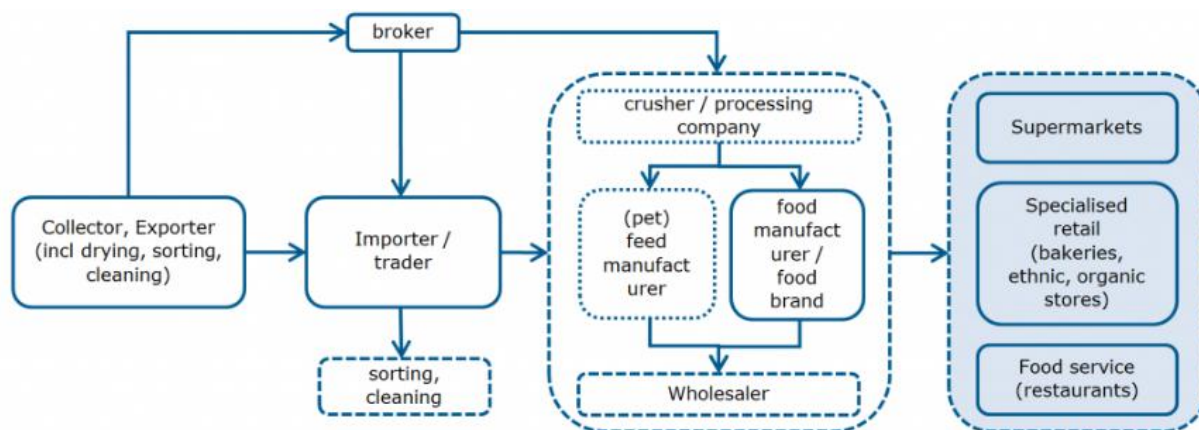 broker
crusher / processing
company
Collector, Exporter
(incl drying, sorting,
cleaning)
Importer /
trader
(pet)
feed
manufact
urer
food
manufact
urer /
food
brand
sorting,
cleaning
Wholesaler
Supermarkets
Specialised
retail
(bakeries,
ethnic, organic
stores)
Food service
(restaurants)